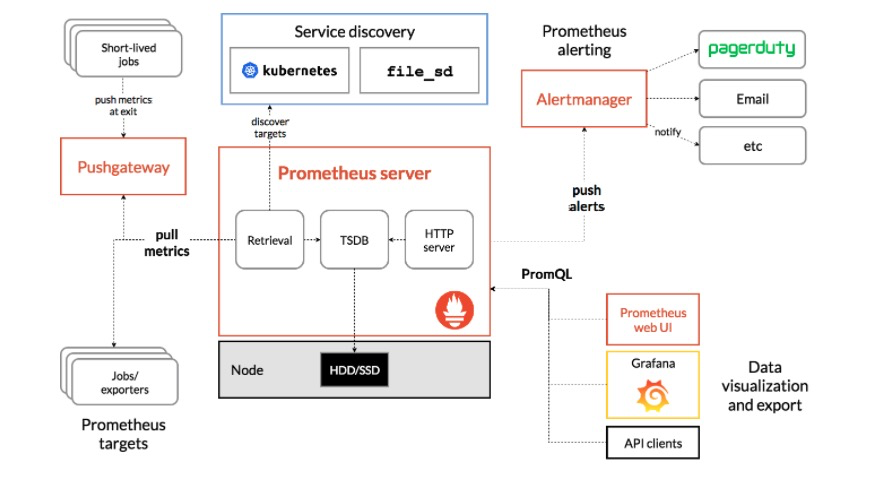 Short-lived
jobs
push metrics
at exit
Pushgateway
Service discovery
kubernetes
file_sd
discover
targets
Prometheus
alerting
Alertmanager
pagerduty
Email
etc
notify
push
alerts
Prometheus server
Retrieval
TSDB
HTTP
server
pull
metrics
PromQL
Node
HDD/SSD
Jobs/
exporters
Prometheus
targets
Prometheus
web UI
Grafana
API clients
Data
visualization
and export